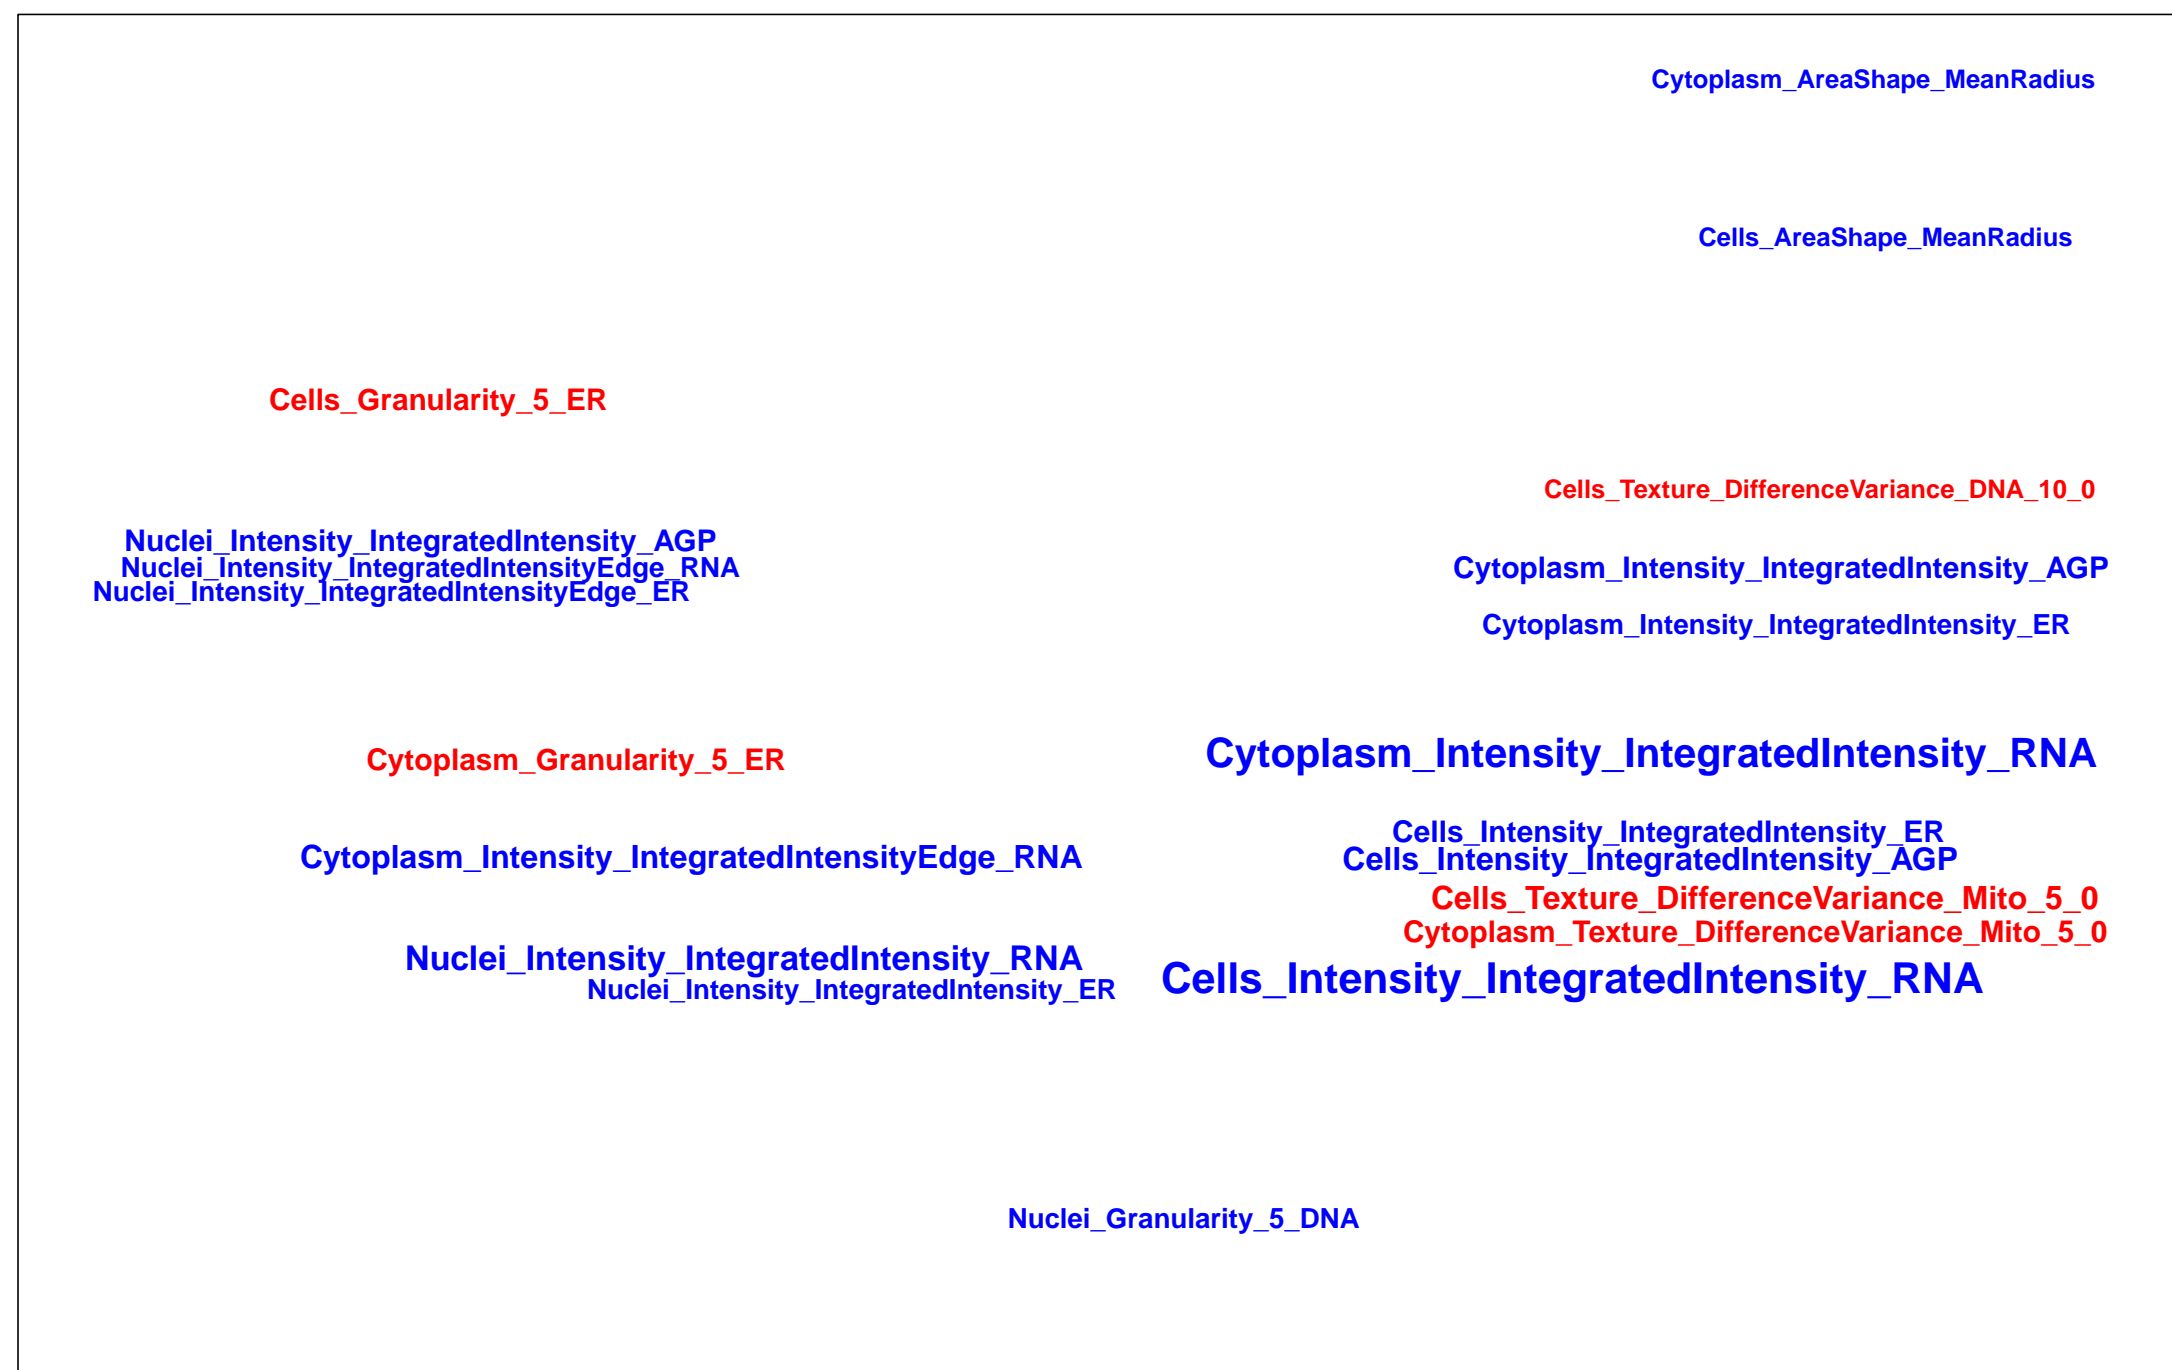 Cytoplasm_AreaShape_MeanRadius
Cells_AreaShape_MeanRadius
Cells_Granularity_5_ER
Cells_Texture_DifferenceVariance_DNA_10_0
Nuclei_Intensity_IntegratedIntensity_AGP
Nuclei_Intensity_IntegratedIntensityEdge_RNA
Cytoplasm_Intensity_IntegratedIntensity_AGP
Nuclei_Intensity_IntegratedIntensityEdge_ER
Cytoplasm_Intensity_IntegratedIntensity_ER
Cytoplasm_Intensity_IntegratedIntensity_RNA
Cytoplasm_Granularity_5_ER
Cells_Intensity_IntegratedIntensity_ER
Cytoplasm_Intensity_IntegratedIntensityEdge_RNA
Cells_Intensity_IntegratedIntensity_AGP
Cells_Texture_DifferenceVariance_Mito_5_0
Cytoplasm_Texture_DifferenceVariance_Mito_5_0
Nuclei_Intensity_IntegratedIntensity_RNA
Cells_Intensity_IntegratedIntensity_RNA
Nuclei_Intensity_IntegratedIntensity_ER
Nuclei_Granularity_5_DNA